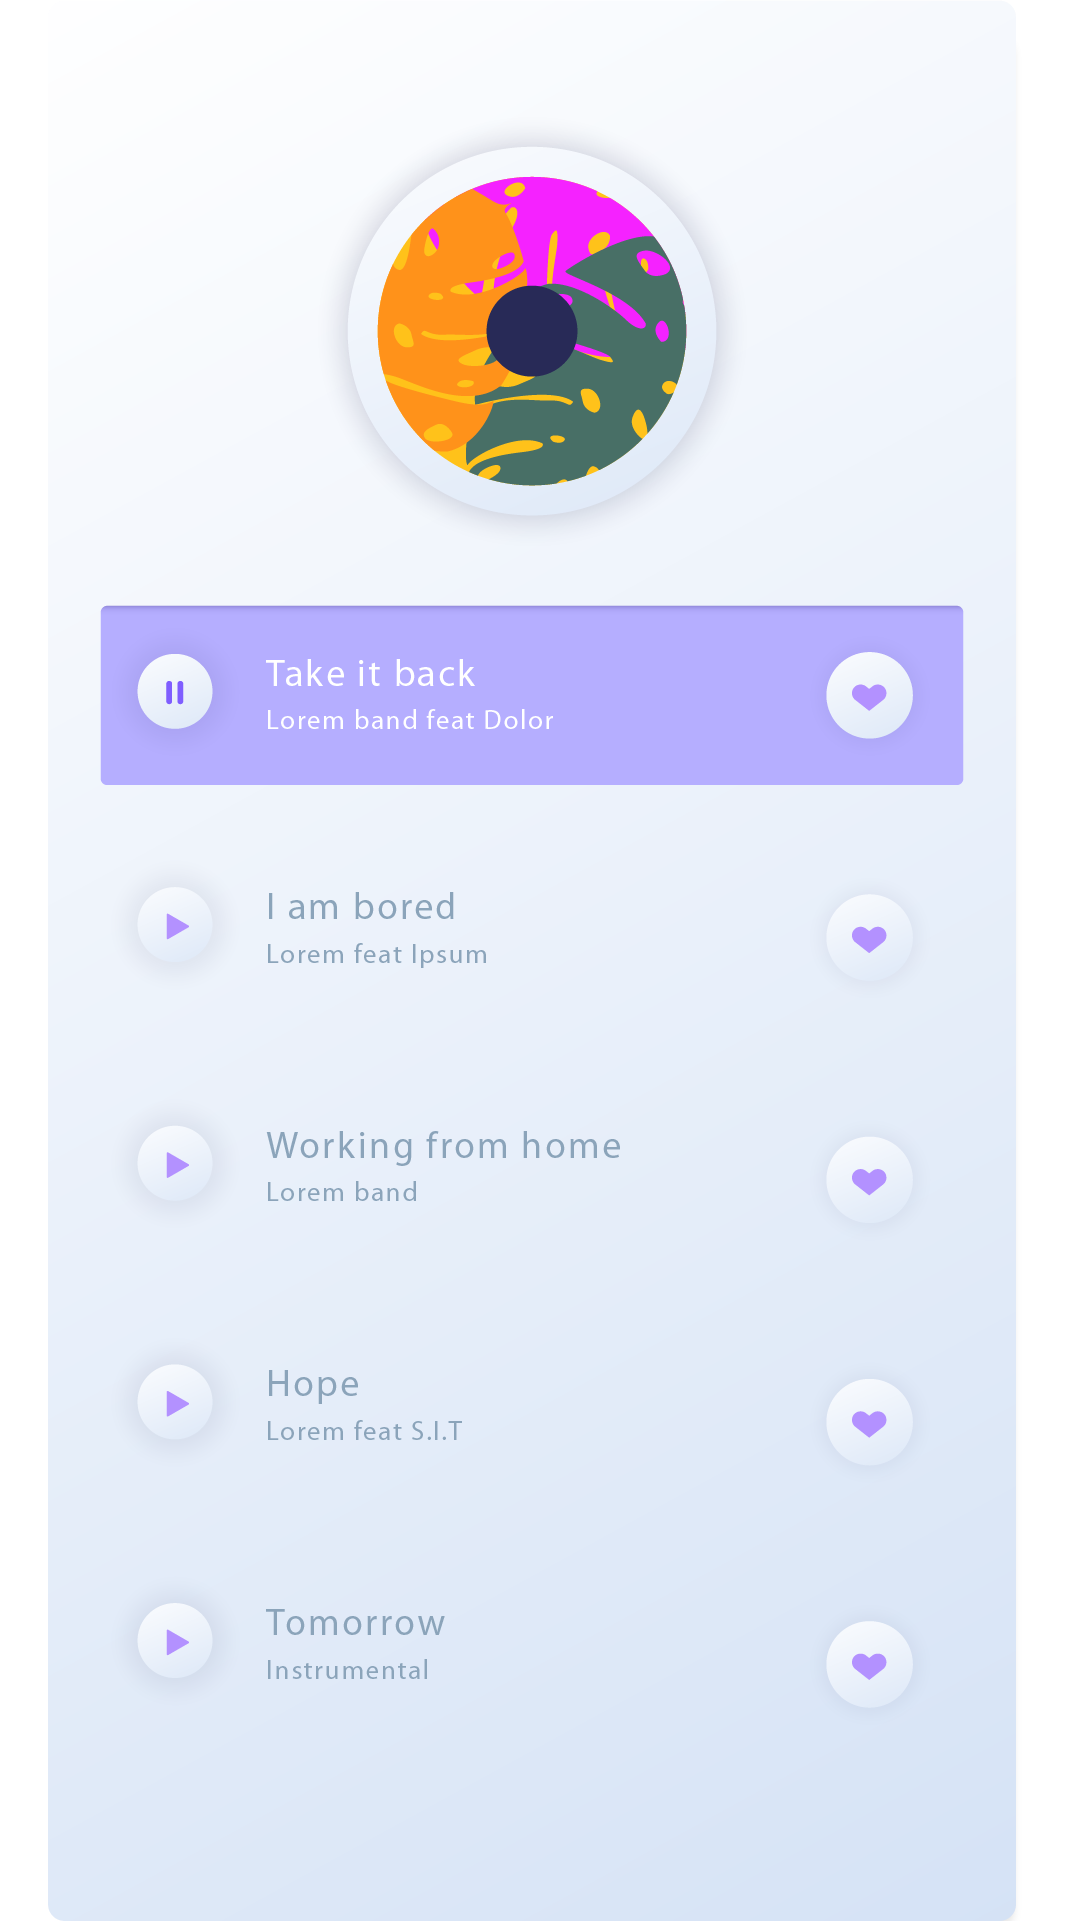 Take it back
Lorem band feat Dolor
I am bored
Lorem feat Ipsum
Working from home
Lorem band
Hope
Lorem feat S.I.T
Tomorrow
Instrumental